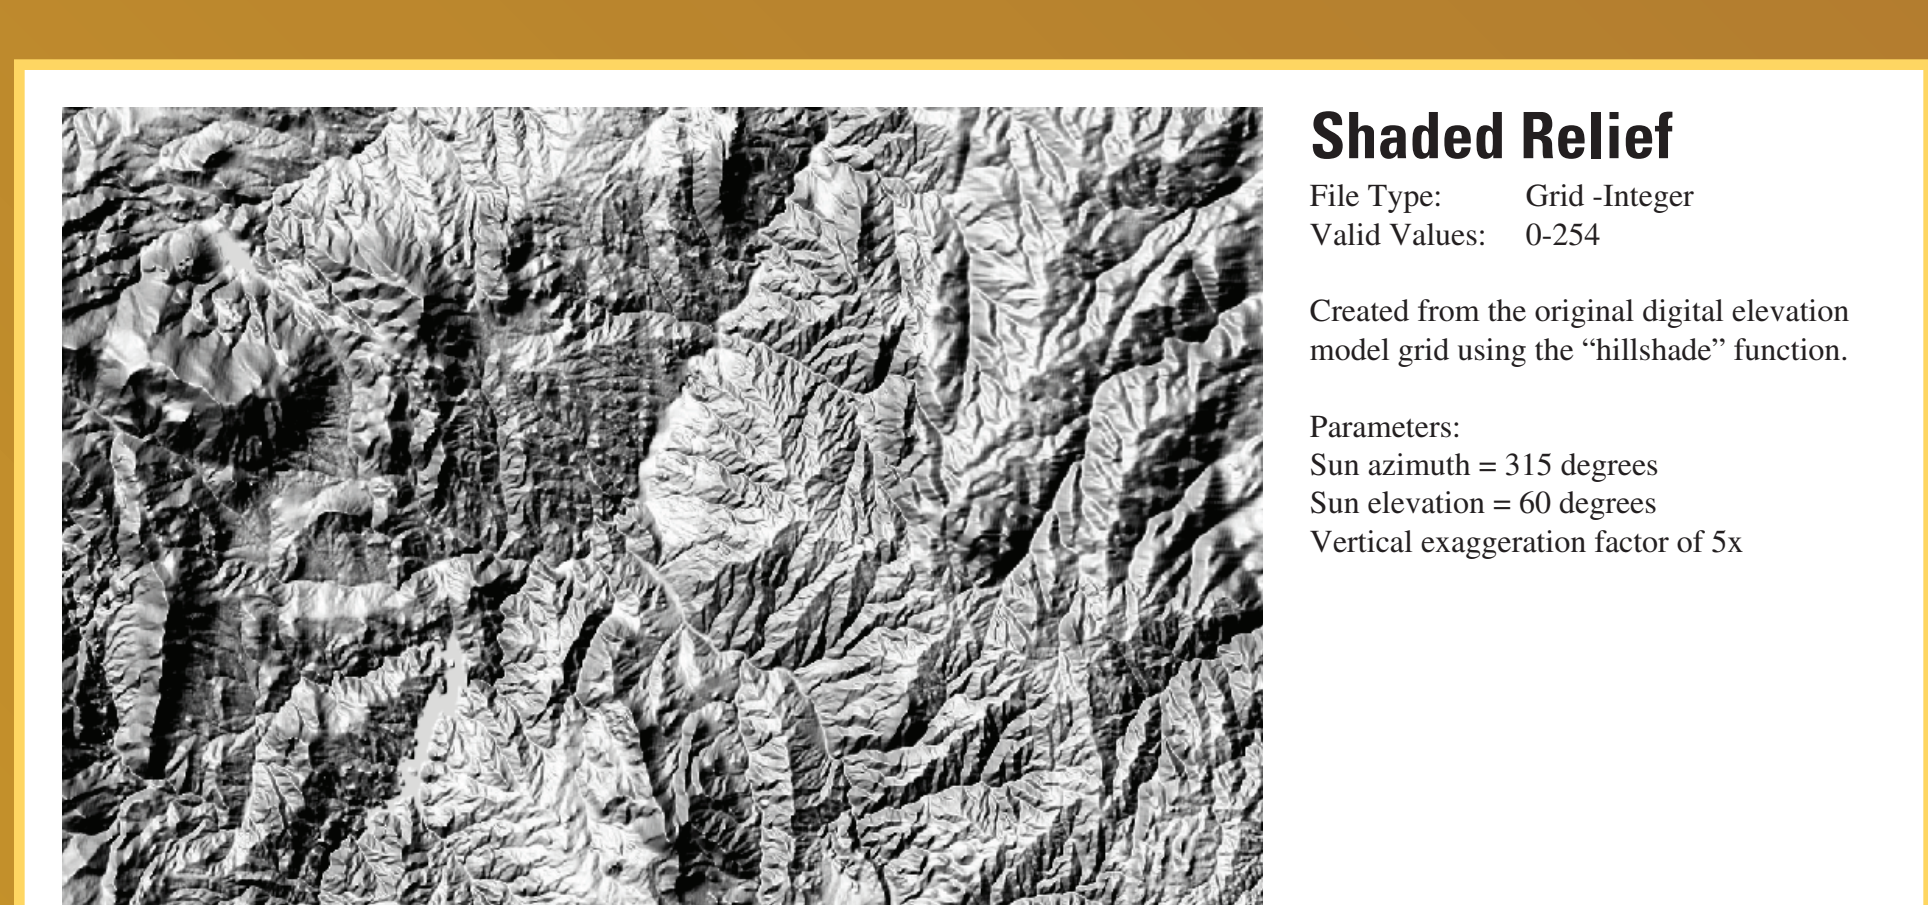 Shaded Relief
File Type: Grid -Integer
Valid Values: 0-254
Created from the original digital elevation
model grid using the “hillshade” function.
Parameters:
Sun azimuth = 315 degrees
Sun elevation = 60 degrees
Vertical exaggeration factor of 5x